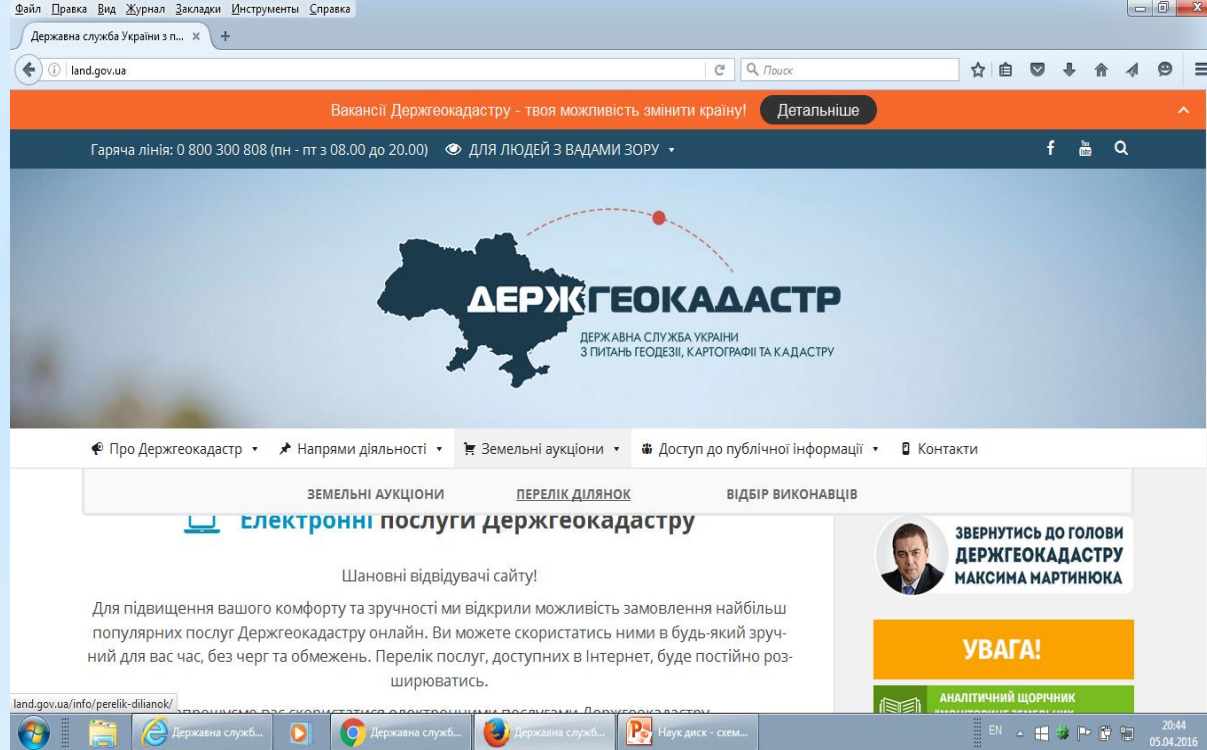 Файл Правка Вид Журнал Закладки Инструменты Справка
Державна служба України з п... × +
land.gov.ua
Поиск
Вакансії Держгеокадастру - твоя можливість змінити країну! Детальніше
Гаряча лінія: 0 800 300 808 (пн - пт з 08.00 до 20.00) ДЛЯ ЛЮДЕЙ З ВАДАМИ ЗОРУ
ДЕРЖГЕОКАДАСТР
ДЕРЖАВНА СЛУЖБА УКРАЇНИ
З ПИТАНЬ ГЕОДЕЗІЇ, КАРТОГРАФІЇ ТА КАДАСТРУ
Про Держгеокадастр Напрями діяльності Земельні аукціони Доступ до публічної інформації Контакти
ЗЕМЕЛЬНІ АУКЦІОНИ ПЕРЕЛІК ДІЛЯНОК ВІДБІР ВИКОНАВЦІВ
Електронні послуги Держгеокадастру
Шановні відвідувачі сайту!
Для підвищення вашого комфорту та зручності ми відкрили можливість замовлення найбільш
популярних послуг Держгеокадастру онлайн. Ви можете скористатись ними в будь-який зруч-
ний для вас час, без черг та обмежень. Перелік послуг, доступних в Інтернет, буде постійно роз-
ширюватись.
скористатися електронними послугами Держгеокадастру
ЗВЕРНУТИСЬ ДО ГОЛОВИ
ДЕРЖГЕОКАДАСТРУ
МАКСИМА МАРТИНЮКА
УВАГА!
АНАЛІТИЧНИЙ ЩОРІЧНИК
land.gov.ua/info/perelik-dilianok/
Державна служб... Державна служб... Державна служб... Наук диск - схем... EN 20:44
05.04.2016